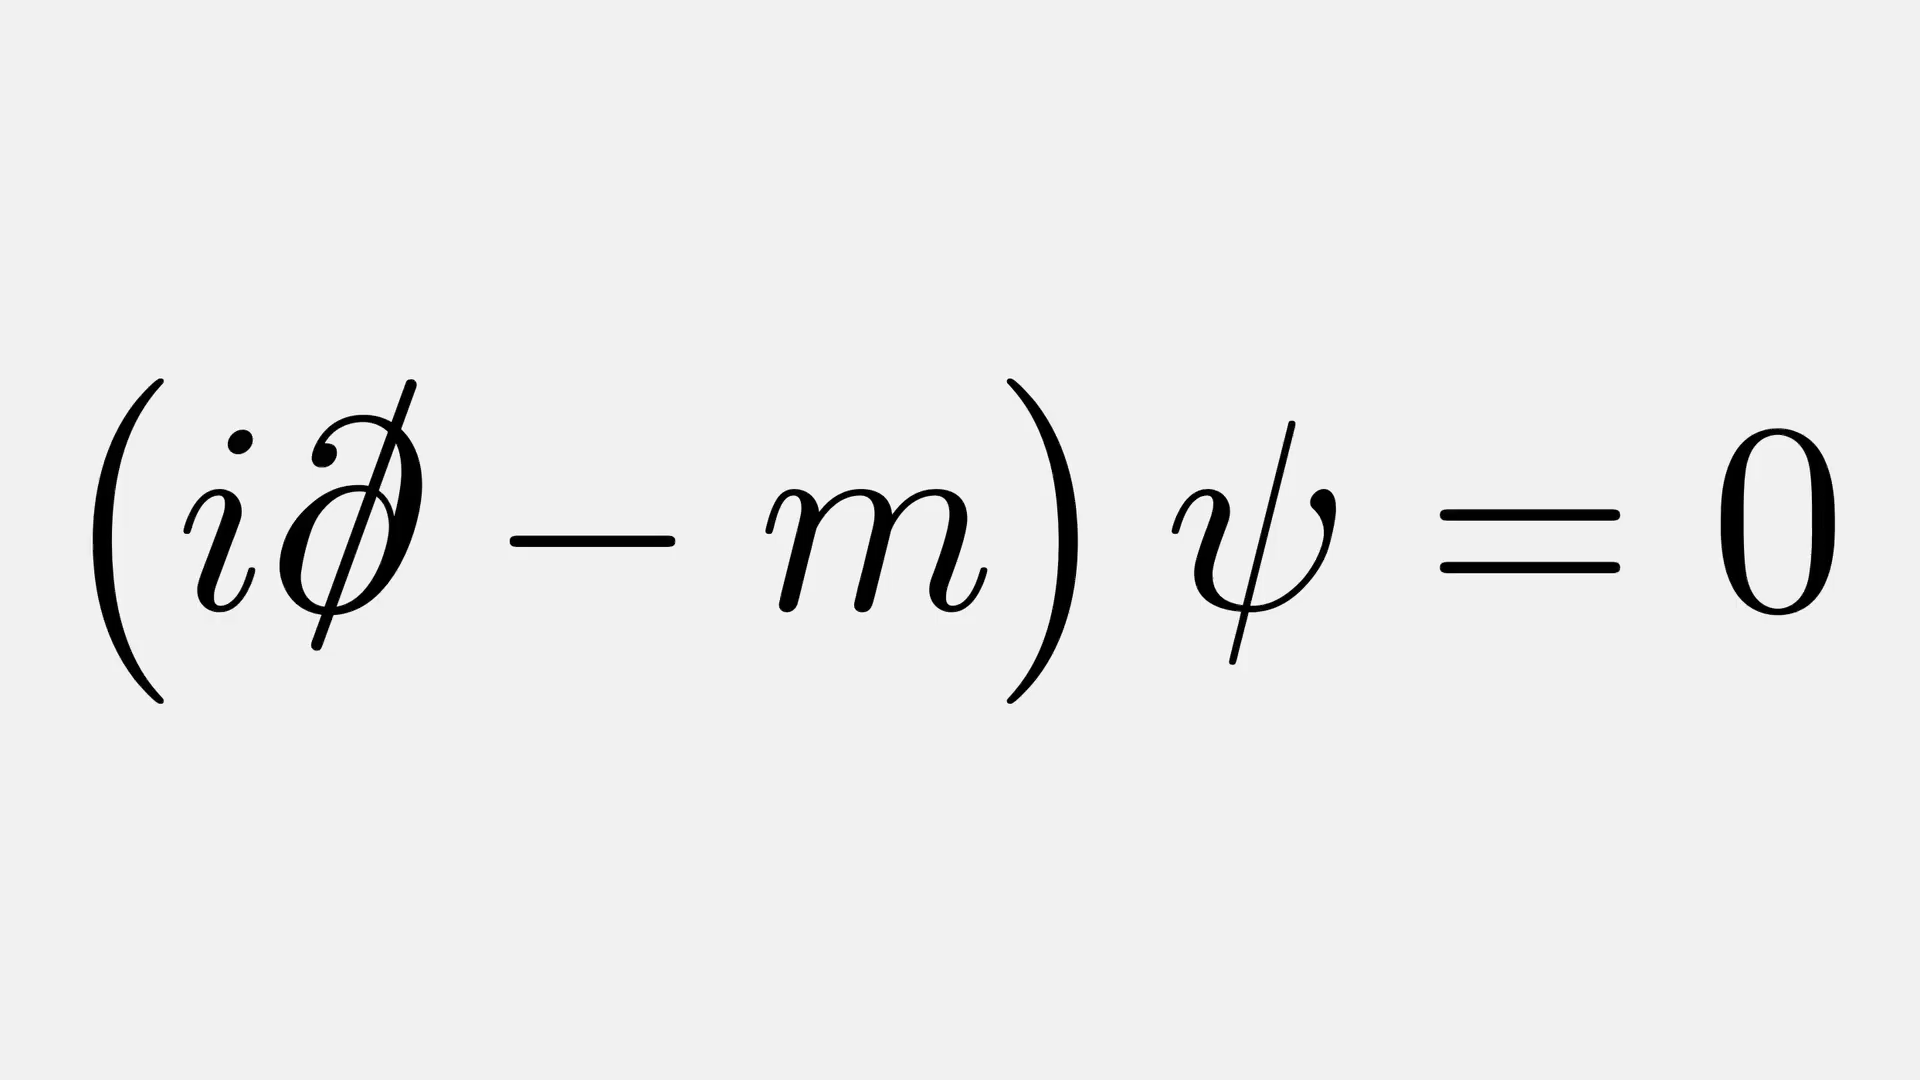 (i∂̸ − m) ψ = 0